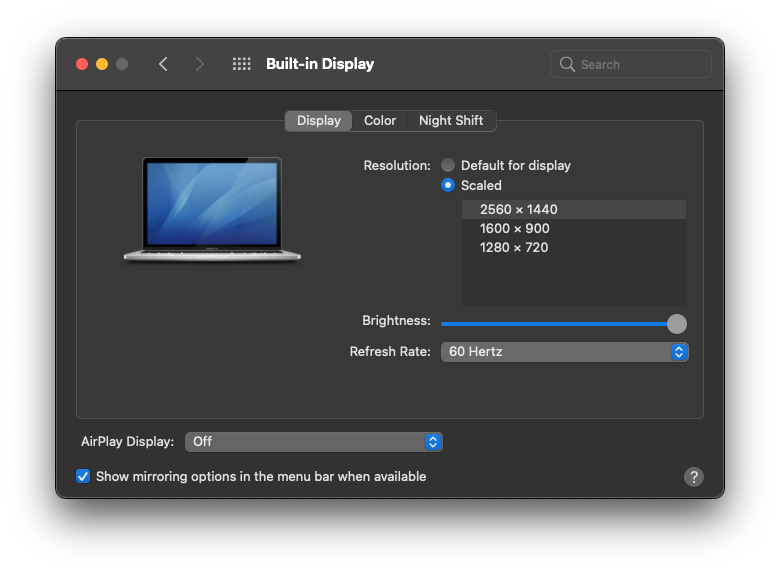 Built-in Display
Search
Display Color Night Shift
Resolution: Default for display
Scaled
2560 × 1440
1600 × 900
1280 × 720
Brightness:
Refresh Rate: 60 Hertz
AirPlay Display: Off
Show mirroring options in the menu bar when available
?